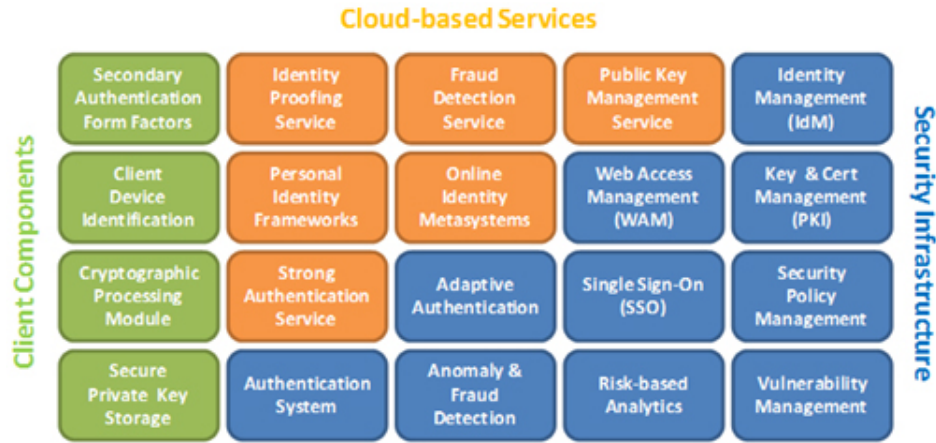 Cloud-based Services
Client Components
Secondary
Authentication
Form Factors
Identity
Proofing
Service
Fraud
Detection
Service
Public Key
Management
Service
Identity
Management
(IdM)
Client
Device
Identification
Personal
Identity
Frameworks
Online
Identity
Metasystems
Web Access
Management
(WAM)
Key & Cert
Management
(PKI)
Cryptographic
Processing
Module
Strong
Authentication
Service
Adaptive
Authentication
Single Sign-On
(SSO)
Security
Policy
Management
Secure
Private Key
Storage
Authentication
System
Anomaly &
Fraud
Detection
Risk-based
Analytics
Vulnerability
Management
Security Infrastructure